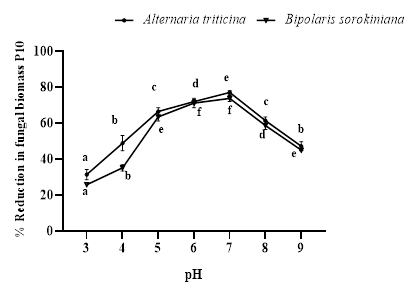 Alternaria triticina Bipolaris sorokiniana
% Reduction in fungal biomass P10
100
80
60
40
20
0
a b c d e c b
a b e f f d e
3 4 5 6 7 8 9
pH